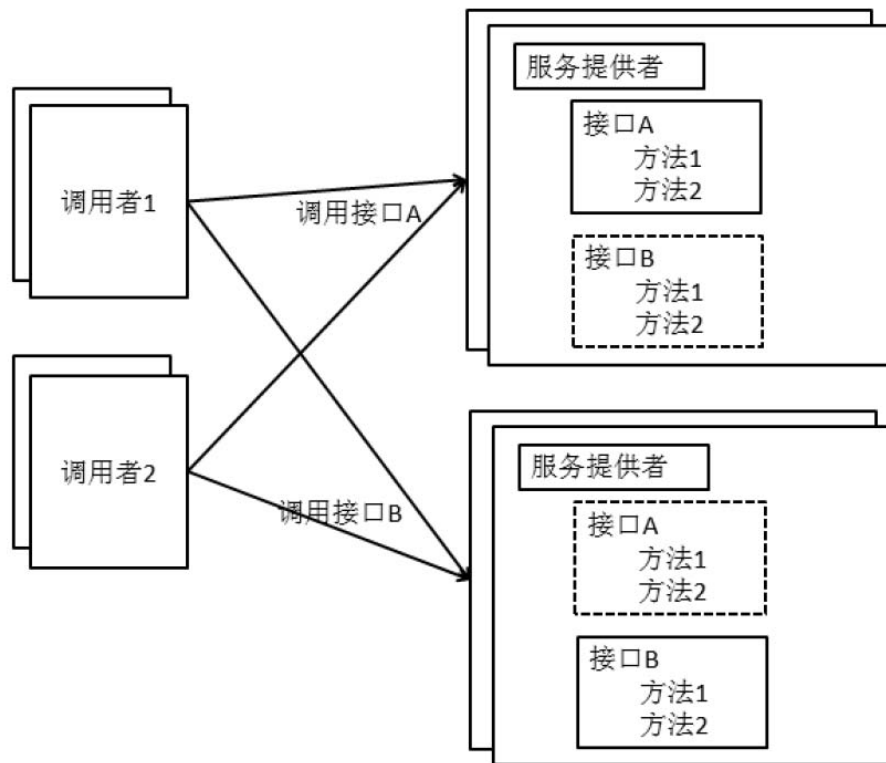 服务提供者
接口A
方法1
方法2
接口B
方法1
方法2
调用者1
调用接口A
调用者2
调用接口B
服务提供者
接口A
方法1
方法2
接口B
方法1
方法2